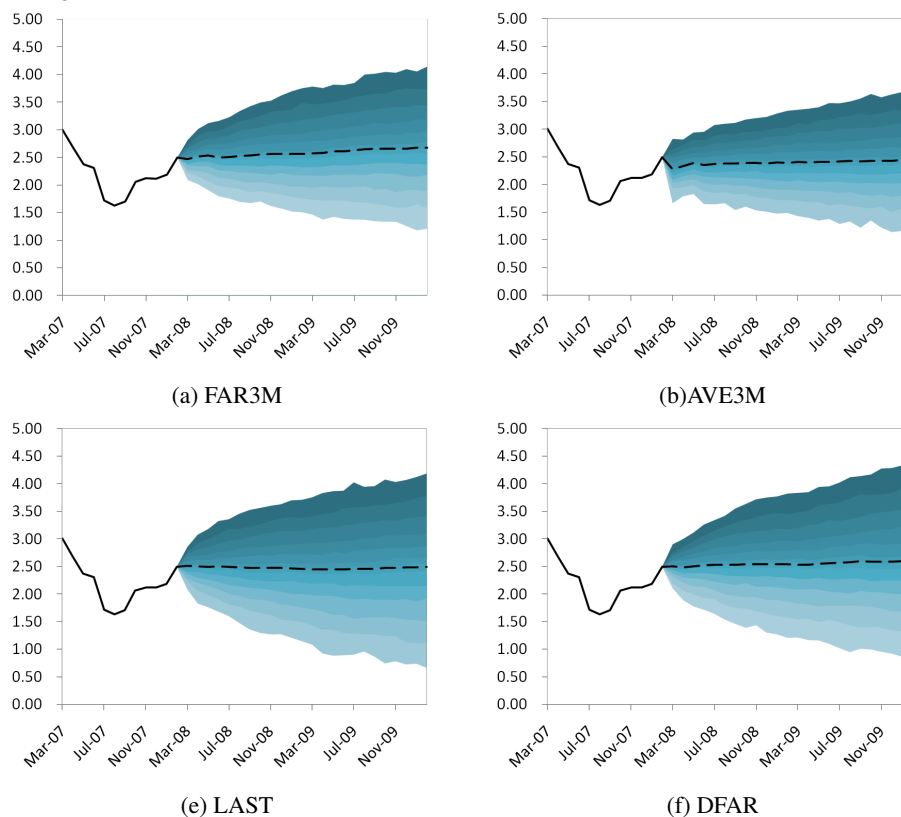 5.00
4.50
4.00
3.50
3.00
2.50
2.00
1.50
1.00
0.50
0.00
Mar-07
Jul-07
Nov-07
Mar-08
Jul-08
Nov-08
Mar-09
Jul-09
Nov-09
(a) FAR3M
5.00
4.50
4.00
3.50
3.00
2.50
2.00
1.50
1.00
0.50
0.00
Mar-07
Jul-07
Nov-07
Mar-08
Jul-08
Nov-08
Mar-09
Jul-09
Nov-09
(b)AVE3M
5.00
4.50
4.00
3.50
3.00
2.50
2.00
1.50
1.00
0.50
0.00
Mar-07
Jul-07
Nov-07
Mar-08
Jul-08
Nov-08
Mar-09
Jul-09
Nov-09
(e) LAST
5.00
4.50
4.00
3.50
3.00
2.50
2.00
1.50
1.00
0.50
0.00
Mar-07
Jul-07
Nov-07
Mar-08
Jul-08
Nov-08
Mar-09
Jul-09
Nov-09
(f) DFAR